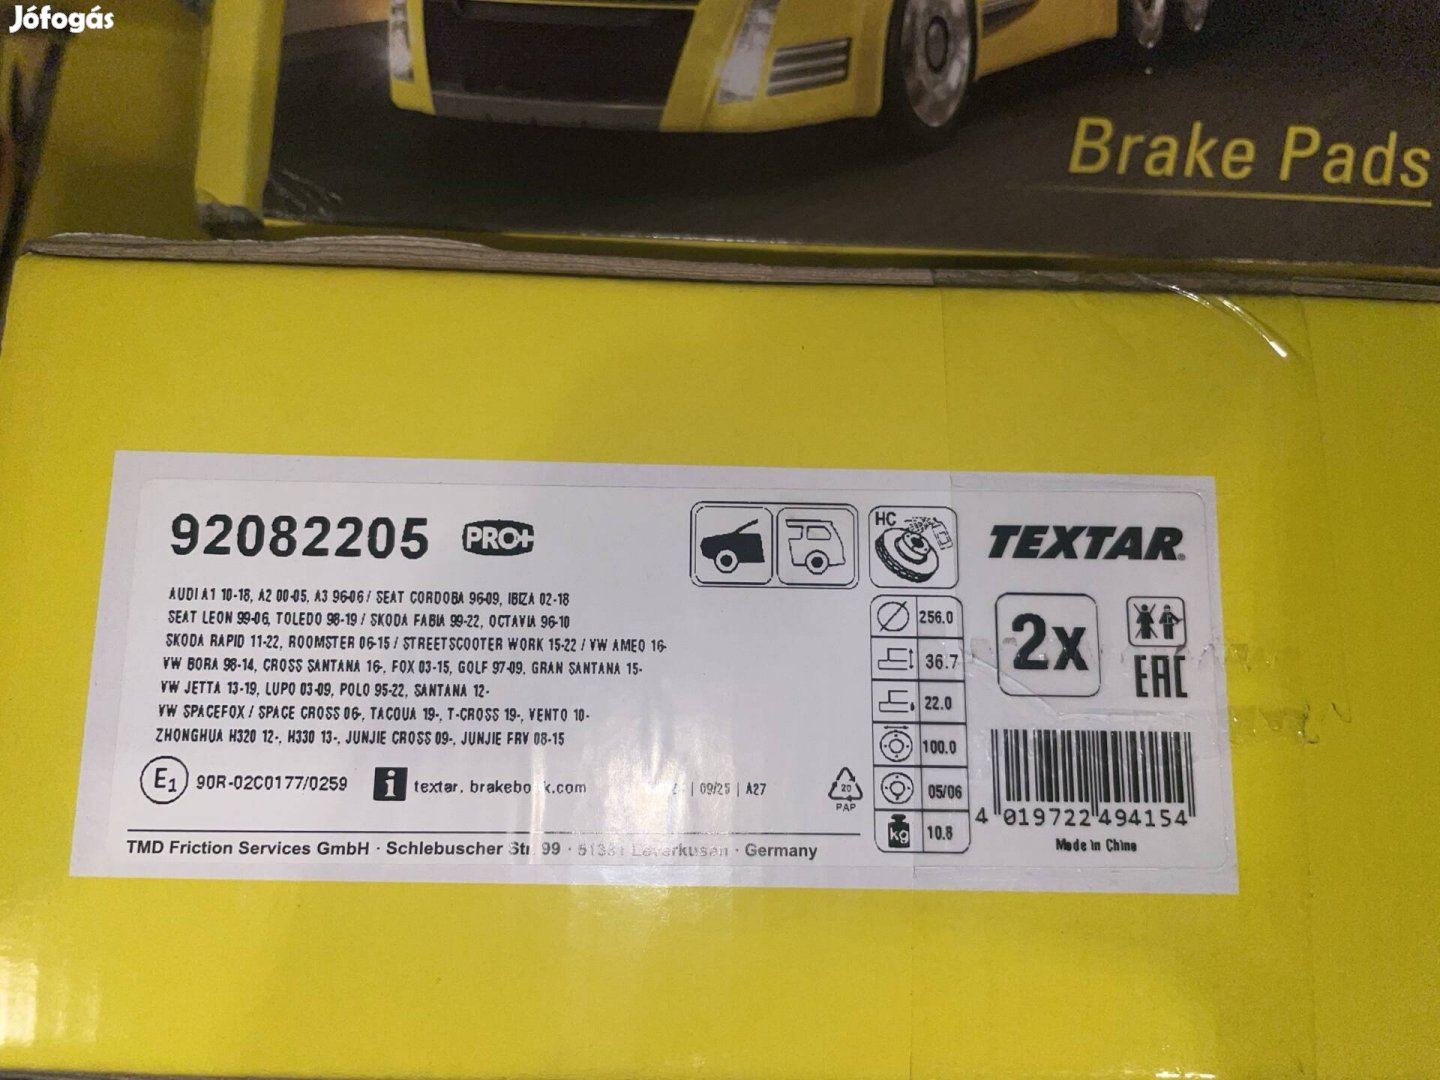 Jófogás
Brake Pads
92082205 PRO+
HC
TEXTAR
AUDI A1 10-18, A2 00-05, A3 96-06 / SEAT CORDOBA 96-09, IBIZA 02-18
SEAT LEON 99-06, TOLEDO 98-19 / SKODA FABIA 99-22, OCTAVIA 96-10
SKODA RAPID 11-22, ROOMSTER 06-15 / STREETSCOOTER WORK 15-22 / VW AMEO 16-
VW BORA 98-14, CROSS SANTANA 16-, FOX 03-15, GOLF 97-09, GRAN SANTANA 15-
VW JETTA 13-19, LUPO 03-09, POLO 95-22, SANTANA 12-
VW SPACEFOX / SPACE CROSS 06-, TACQUA 19-, T-CROSS 19-, VENTO 10-
ZHONGHUA H320 12-, H330 13-, JUNJIE CROSS 09-, JUNJIE FRV 08-15
E1 90R-02C0177/0259
i textar. .com
| 09/25 | A27
20
PAP
TMD Friction Services GmbH · Schlebuscher Str. 99 · Leverkusen · Germany
256.0
36.7
22.0
100.0
05/06
kg 10.8
2x
EAC
4 019722 494154
Made in China